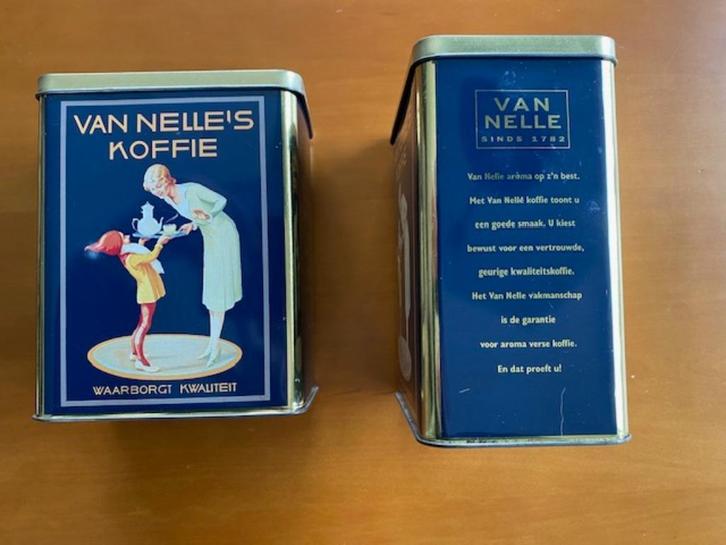 VAN NELLE'S
KOFFIE
WAARBORGT KWALITEIT
VAN
NELLE
SINDS 1782
Van Nelle aroma op z'n best.
Met Van Nelle koffie toont u
een goede smaak. U kiest
bewust voor een vertrouwde,
geurige kwaliteitskoffie.
Het Van Nelle vakmanschap
is de garantie
voor aroma verse koffie.
En dat proeft u!